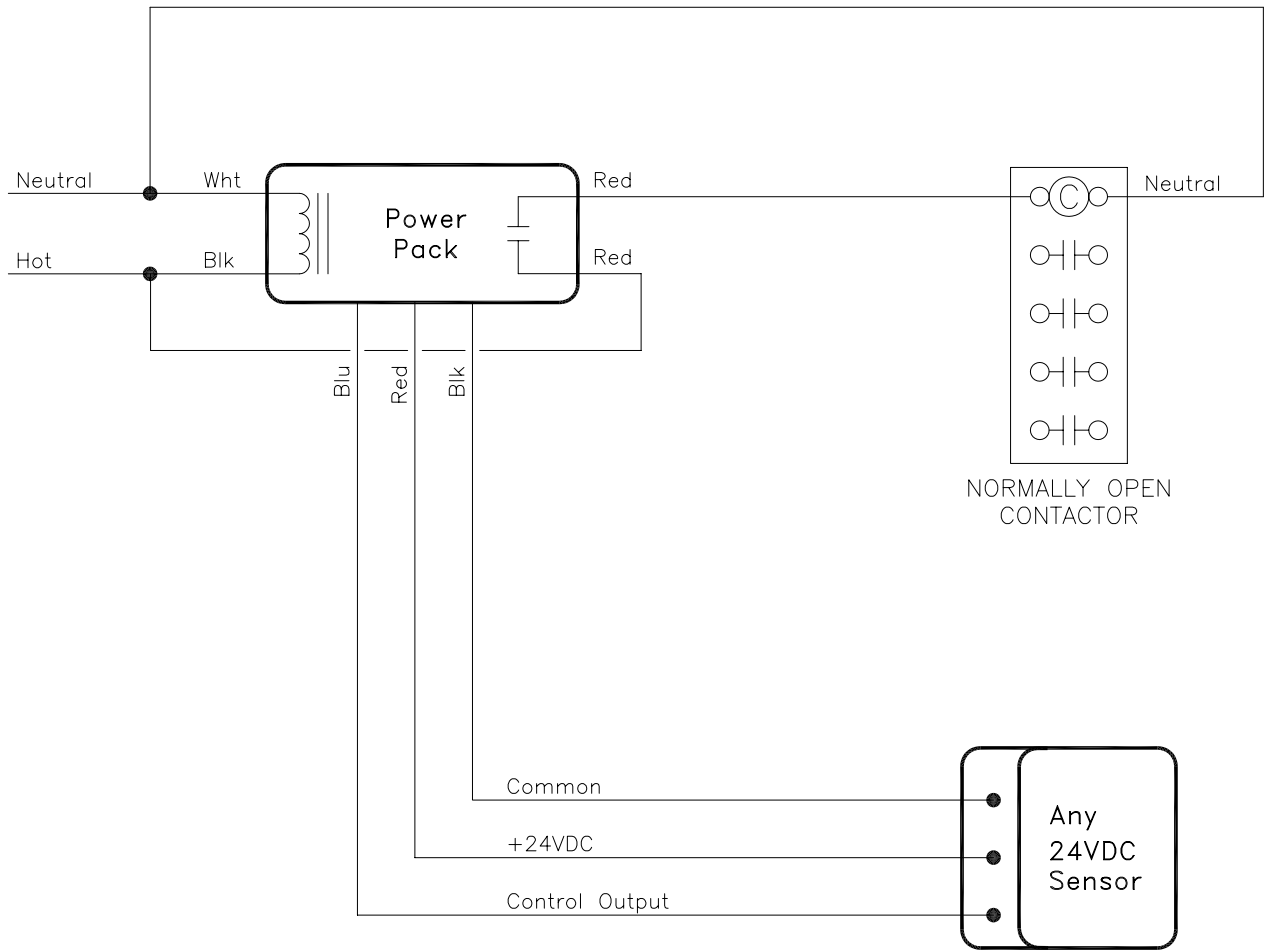 Neutral
Wht
Red
Neutral
Power
Pack
C
Hot
Blk
Red
Blu
Red
Blk
NORMALLY OPEN
CONTACTOR
Common
+24VDC
Control Output
Any
24VDC
Sensor